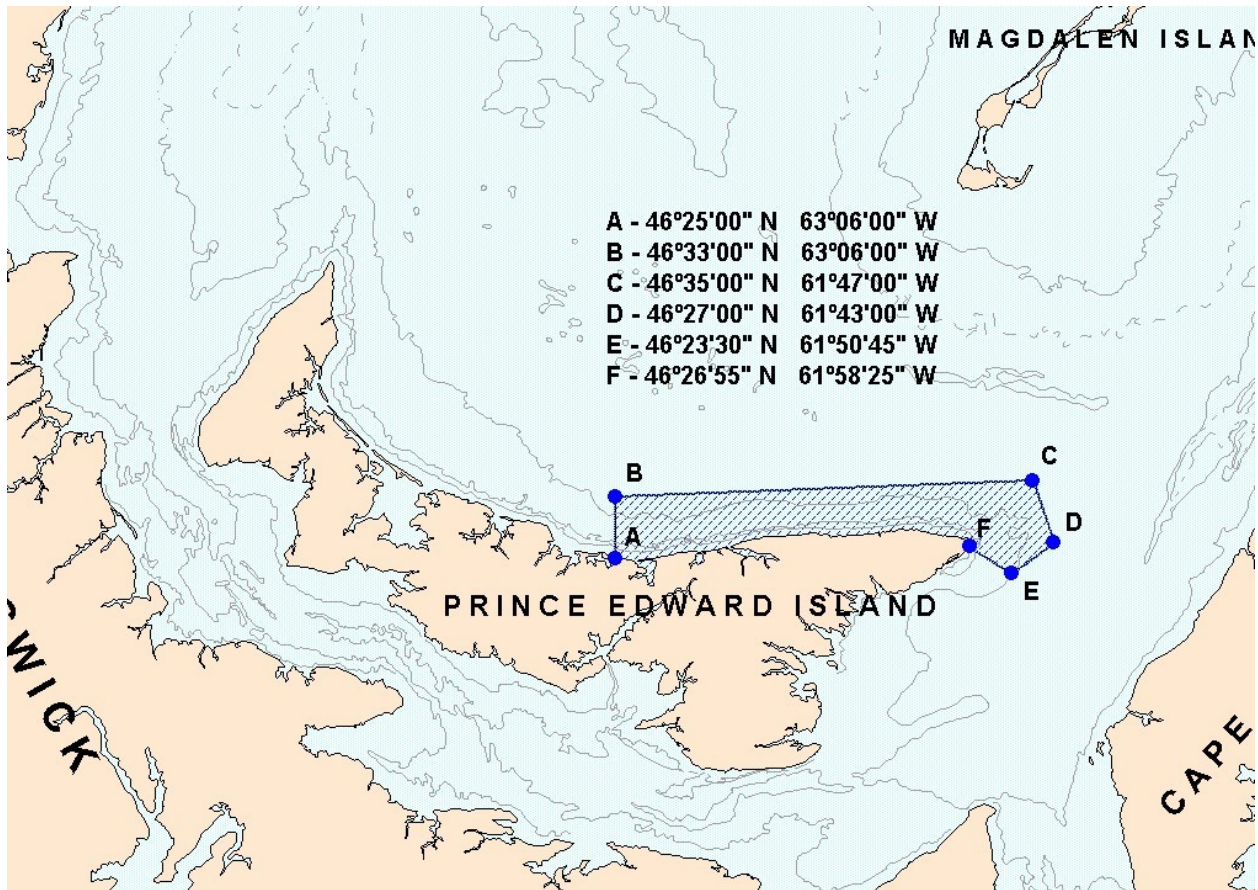 MAGDALEN ISLAN
A - 46º25'00" N 63º06'00" W
B - 46º33'00" N 63º06'00" W
C - 46º35'00" N 61º47'00" W
D - 46º27'00" N 61º43'00" W
E - 46º23'30" N 61º50'45" W
F - 46º26'55" N 61º58'25" W
C
B
D
A
F
E
PRINCE EDWARD ISLAND
WICK
CAPE